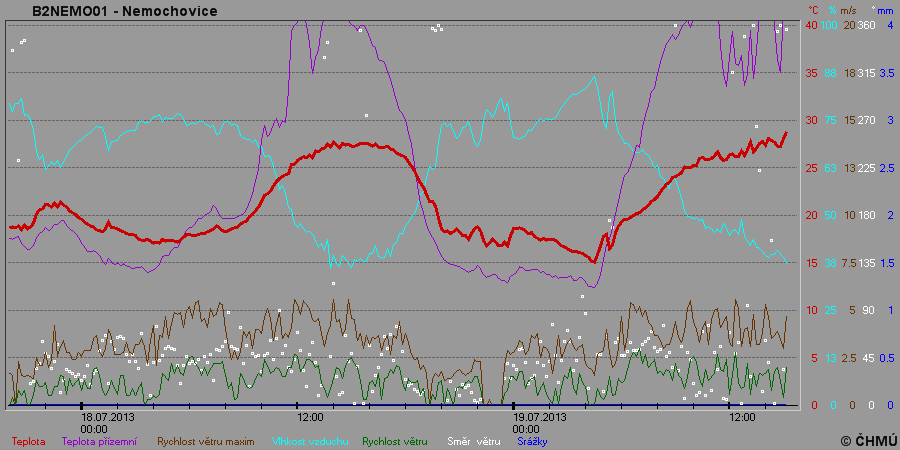 B2NEMO01 - Nemochovice
°C % m/s ° mm
40 100 20 360 4
35 88 18 315 3.5
30 75 15 270 3
25 63 13 225 2.5
20 50 10 180 2
15 38 7.5 135 1.5
10 25 5 90 1
5 13 2.5 45 0.5
0 0 0 0 0
18.07.2013 12:00 19.07.2013 12:00
00:00 00:00
Teplota Teplota přízemní Rychlost větru maxim Vlhkost vzduchu Rychlost větru Směr větru Srážky
© ČHMÚ